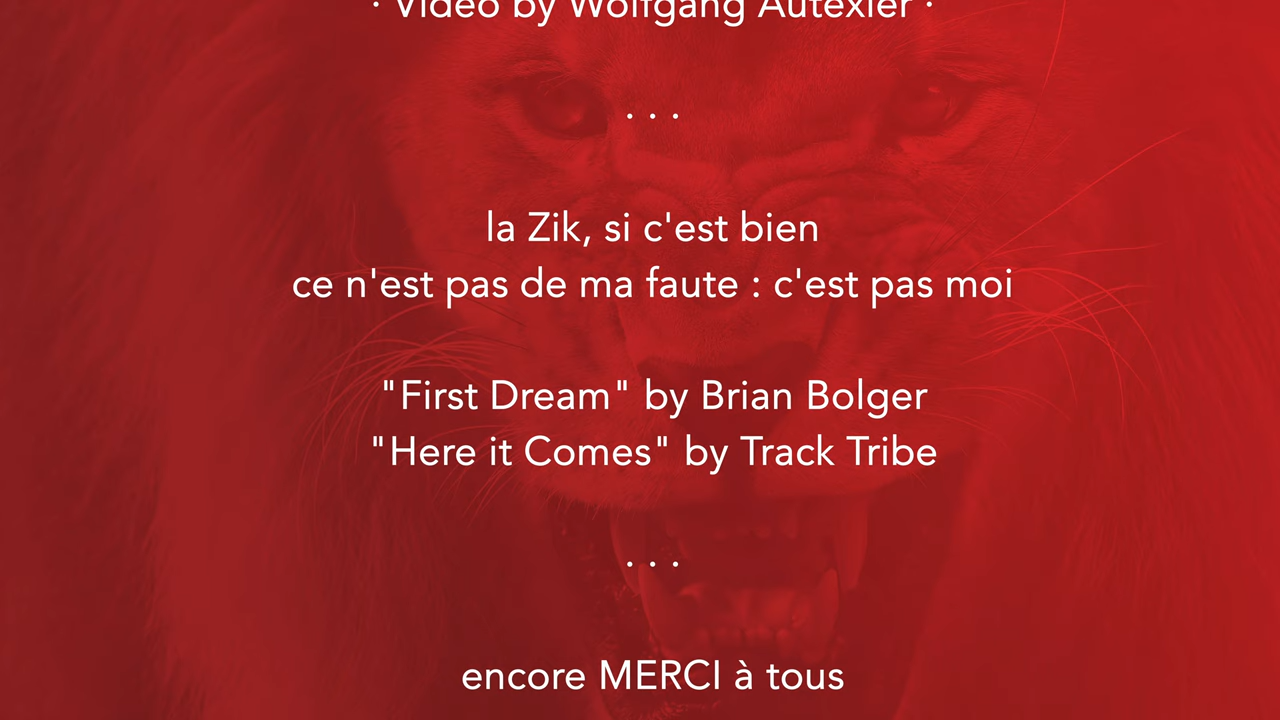 · Video by Wolfgang Autexier ·
. . .
la Zik, si c'est bien
ce n'est pas de ma faute : c'est pas moi
"First Dream" by Brian Bolger
"Here it Comes" by Track Tribe
. . .
encore MERCI à tous